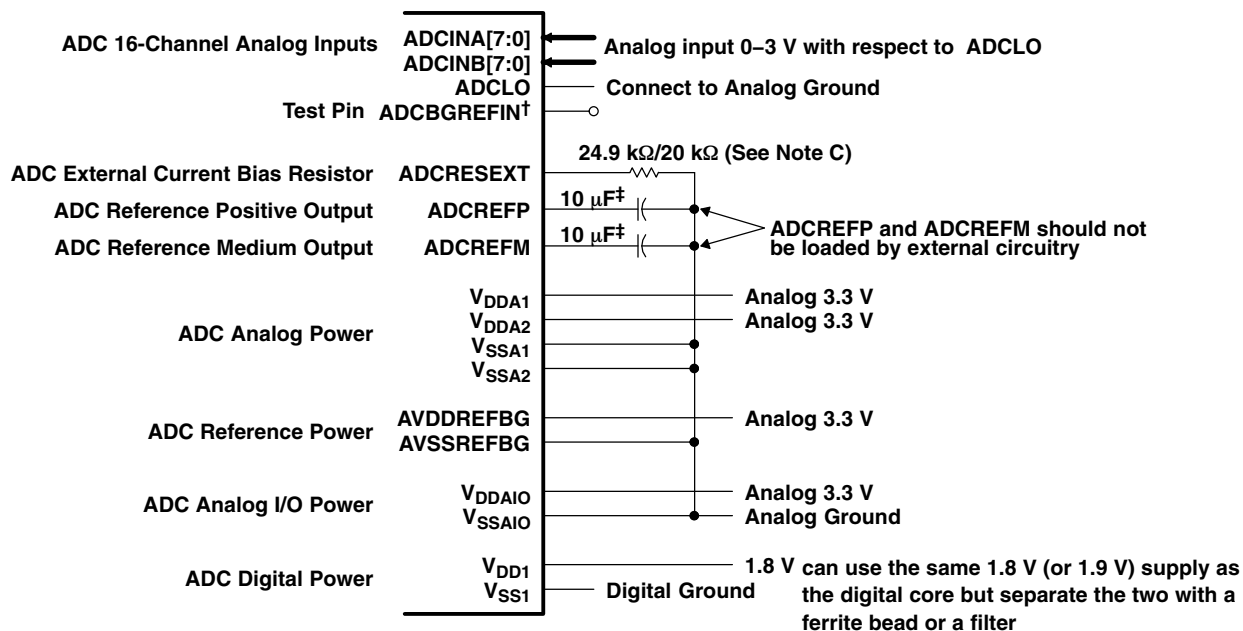 ADC 16-Channel Analog Inputs ADCINA[7:0] Analog input 0–3 V with respect to ADCLO
ADCINB[7:0]
ADCLO Connect to Analog Ground
Test Pin ADCBGREFIN†
24.9 kΩ/20 kΩ (See Note C)
ADC External Current Bias Resistor ADCRESEXT
ADC Reference Positive Output ADCREFP 10 μF‡
ADC Reference Medium Output ADCREFM 10 μF‡
ADCREFP and ADCREFM should not
be loaded by external circuitry
VDDA1 Analog 3.3 V
VDDA2 Analog 3.3 V
ADC Analog Power
VSSA1
VSSA2
AVDDREFBG Analog 3.3 V
ADC Reference Power
AVSSREFBG
VDDAIO Analog 3.3 V
ADC Analog I/O Power
VSSAIO Analog Ground
VDD1 1.8 V can use the same 1.8 V (or 1.9 V) supply as
ADC Digital Power
VSS1 Digital Ground the digital core but separate the two with a
ferrite bead or a filter